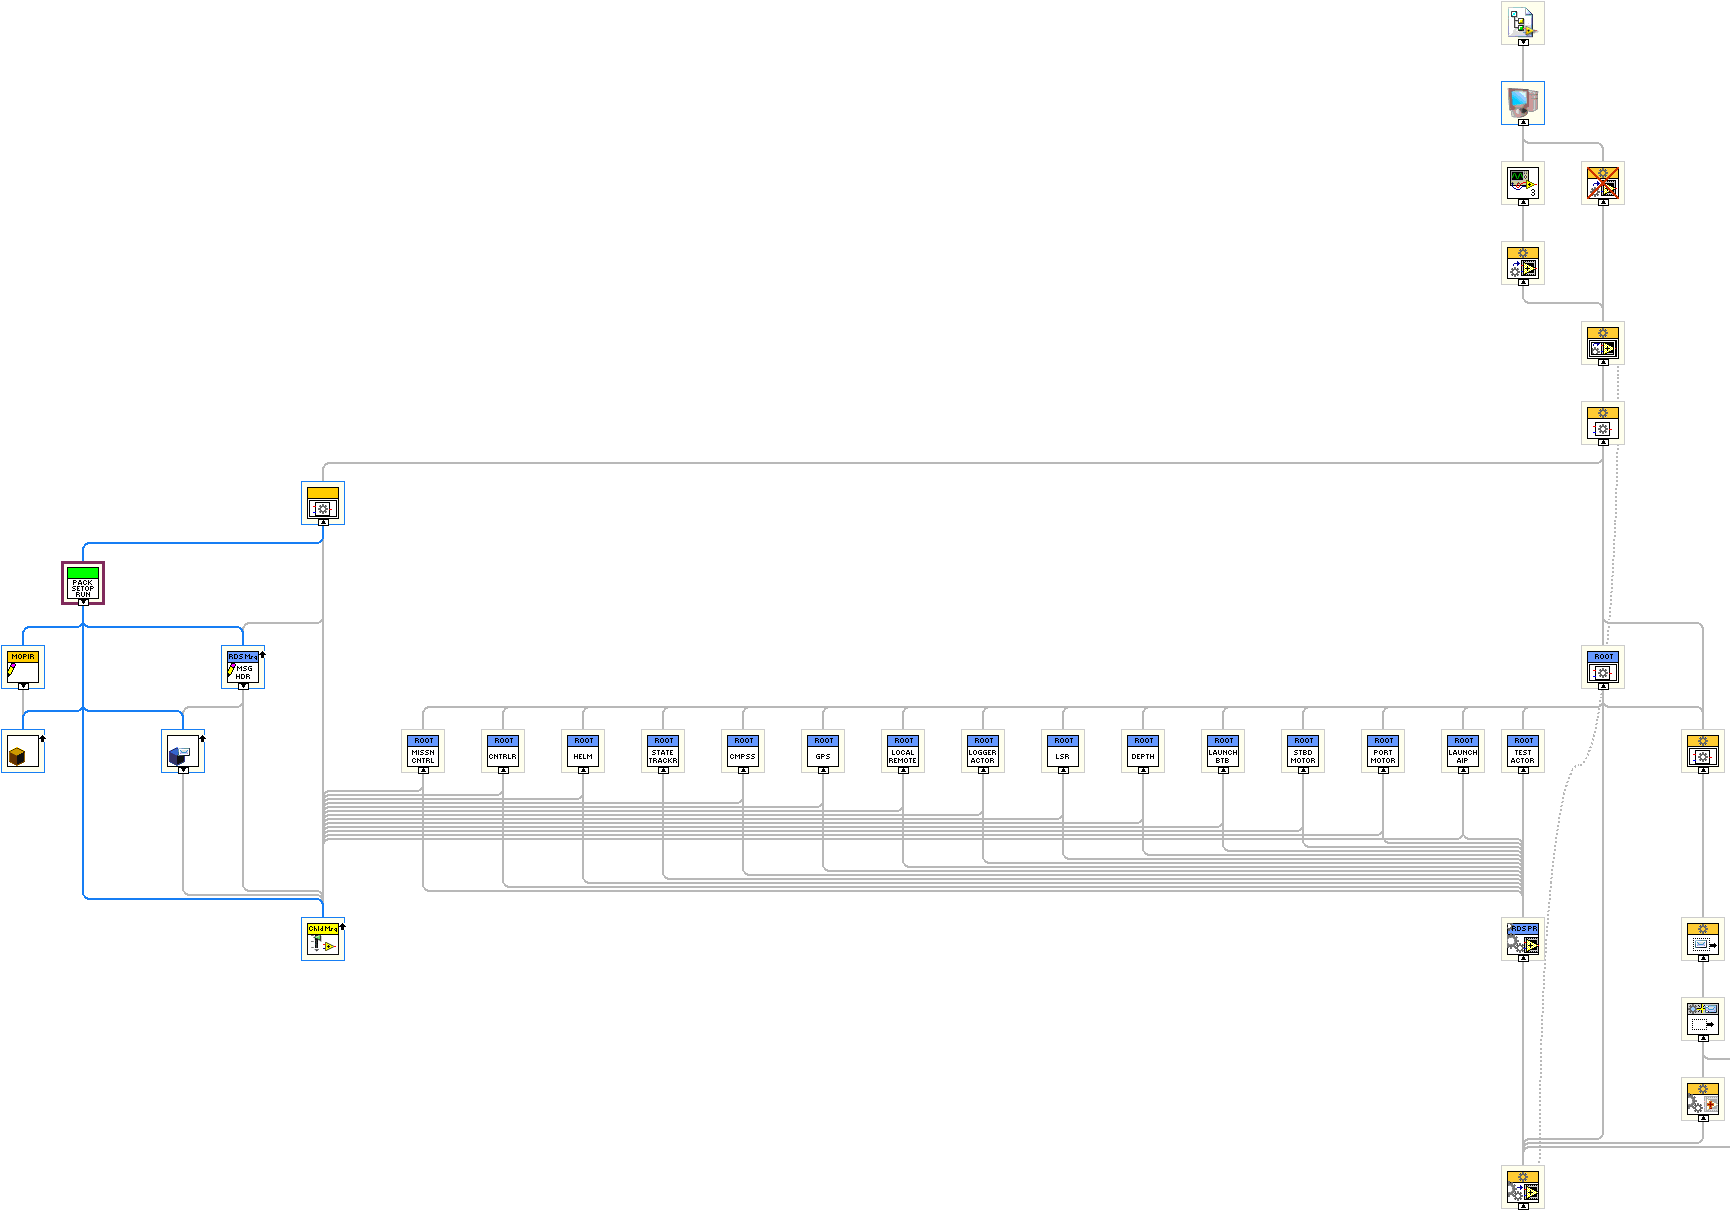 3
PACK
SETOP
RUN
MOPIR
RDS Msg
MSG
HDR
ROOT
ROOT
MISSN
CNTRL
ROOT
CNTRLR
ROOT
HELM
ROOT
STATE
TRACKR
ROOT
CMPSS
ROOT
GPS
ROOT
LOCAL
REMOTE
ROOT
LOGGER
ACTOR
ROOT
LSR
ROOT
DEPTH
ROOT
LAUNCH
BTB
ROOT
STBD
MOTOR
ROOT
PORT
MOTOR
ROOT
LAUNCH
AIP
ROOT
TEST
ACTOR
Chld Msg
RDS PR